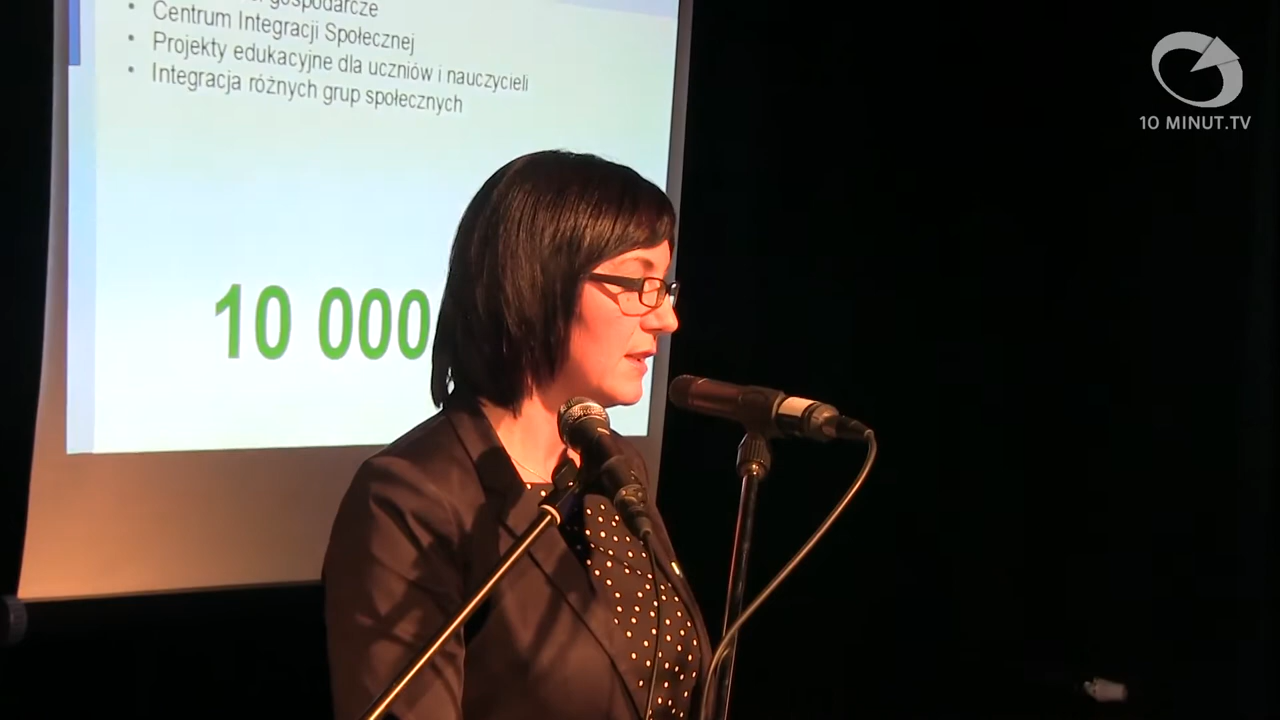 gospodarcze
• Centrum Integracji Społecznej
• Projekty edukacyjne dla uczniów i nauczycieli
• Integracja różnych grup społecznych
10 000
10 MINUT.TV